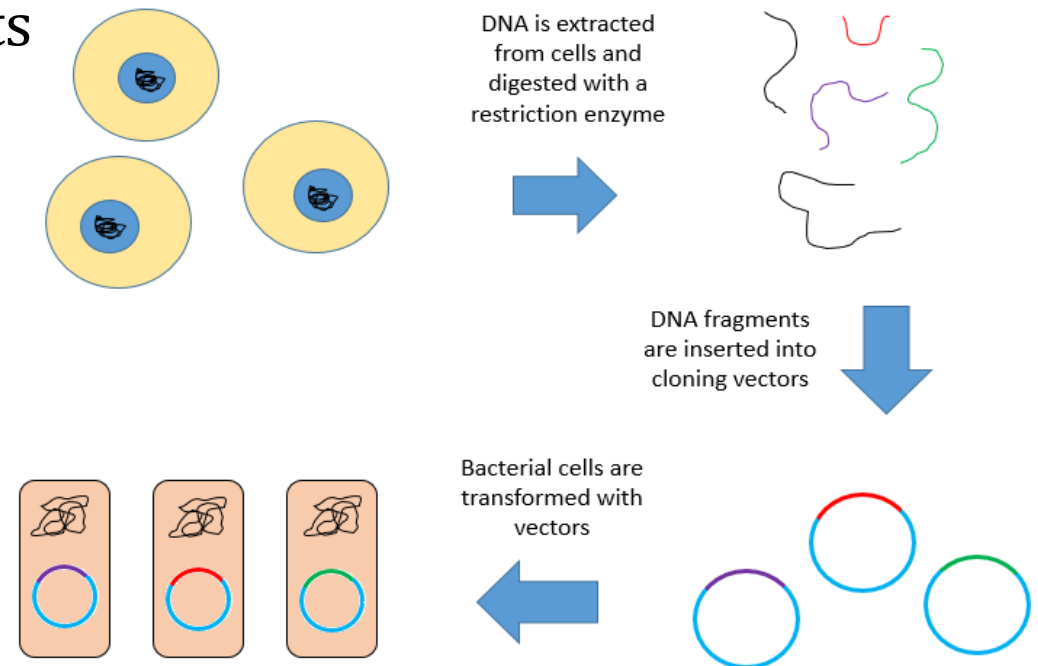 ts
DNA is extracted
from cells and
digested with a
restriction enzyme
DNA fragments
are inserted into
cloning vectors
Bacterial cells are
transformed with
vectors